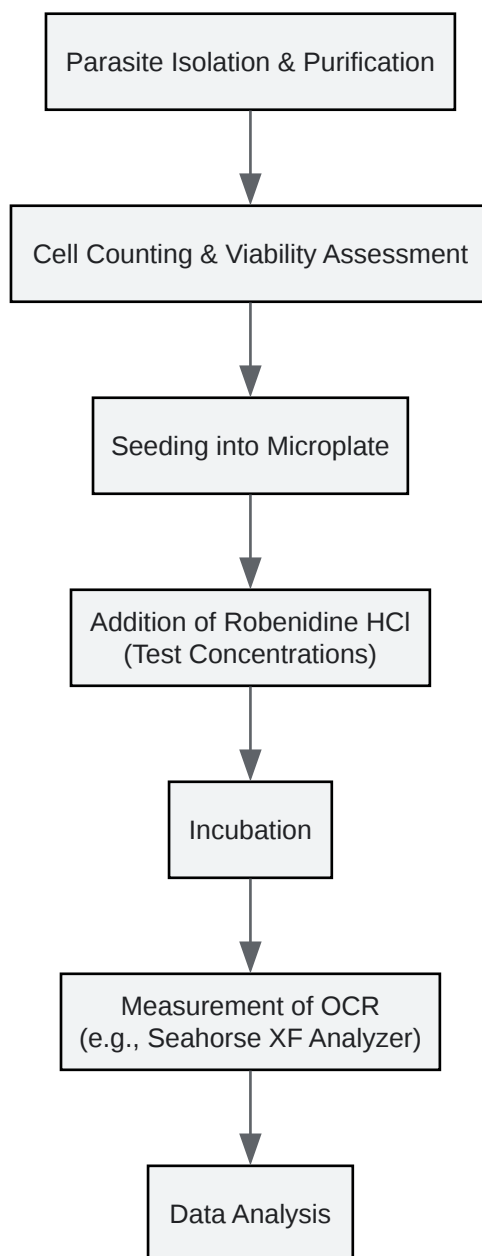 Parasite Isolation & Purification
Cell Counting & Viability Assessment
Seeding into Microplate
Addition of Robenidine HCl
(Test Concentrations)
Incubation
Measurement of OCR
(e.g., Seahorse XF Analyzer)
Data Analysis